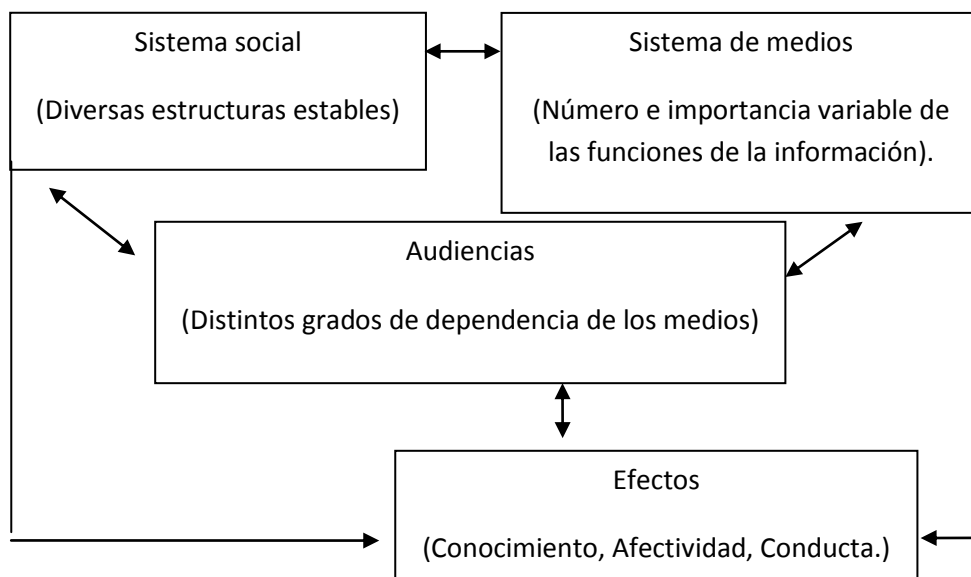 Sistema social
(Diversas estructuras estables)
Sistema de medios
(Número e importancia variable de
las funciones de la información).
Audiencias
(Distintos grados de dependencia de los medios)
Efectos
(Conocimiento, Afectividad, Conducta.)